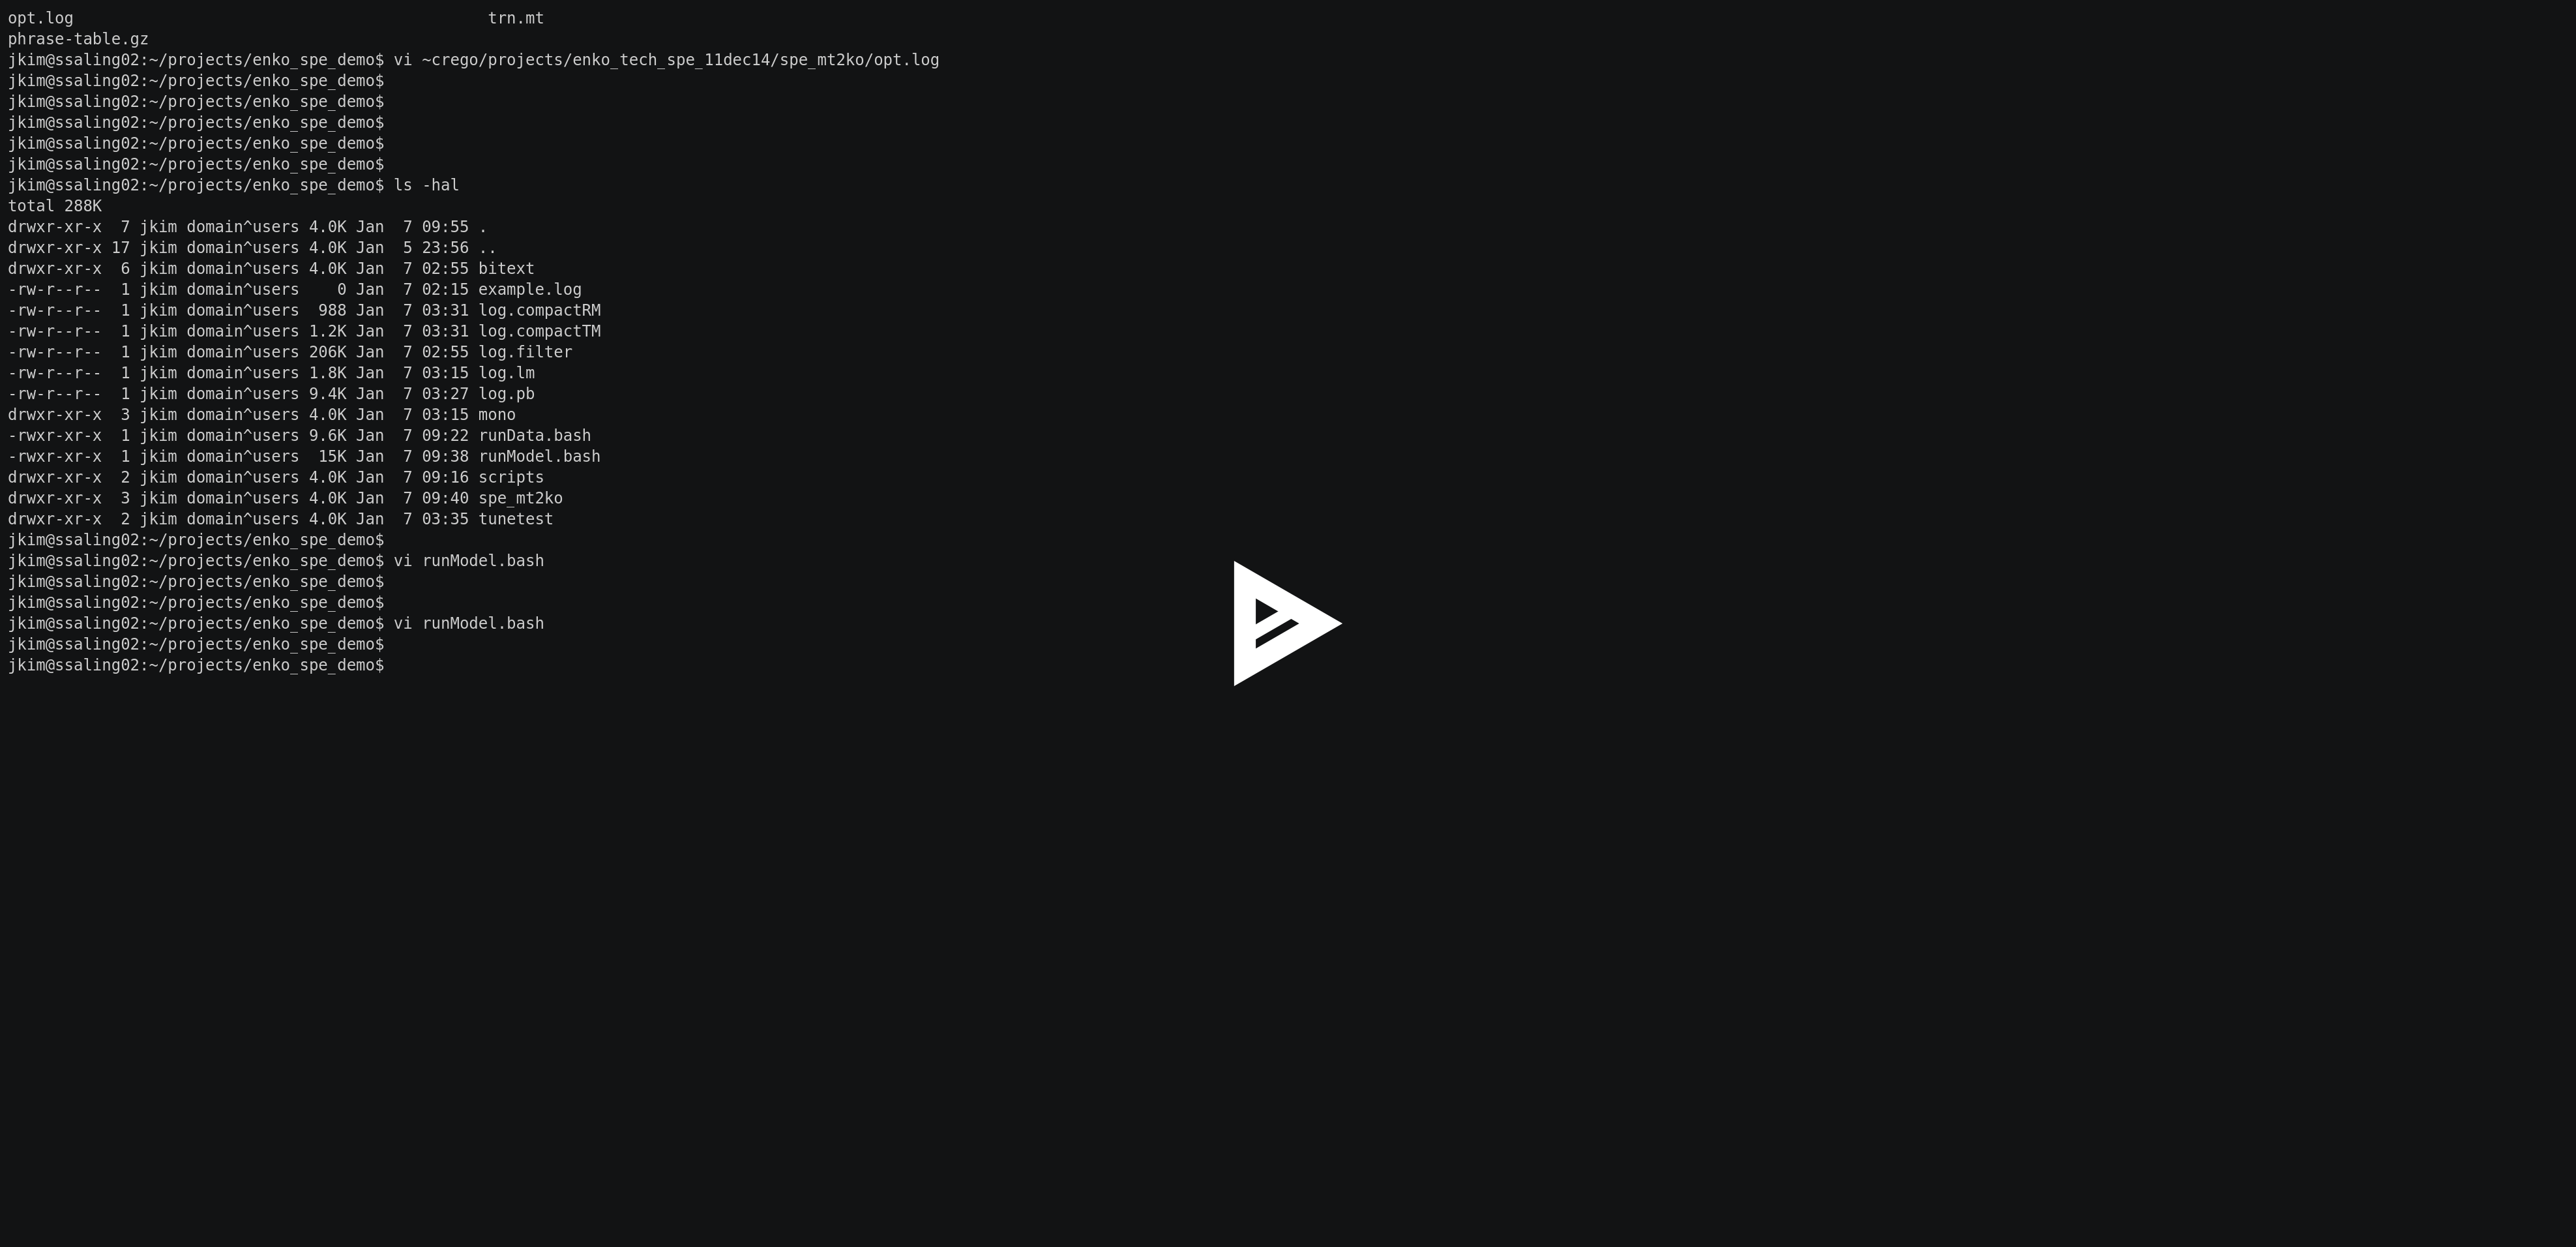 opt.log                                            trn.mt
phrase-table.gz
jkim@ssaling02:~/projects/enko_spe_demo$ vi ~crego/projects/enko_tech_spe_11dec14/spe_mt2ko/opt.log
jkim@ssaling02:~/projects/enko_spe_demo$
jkim@ssaling02:~/projects/enko_spe_demo$
jkim@ssaling02:~/projects/enko_spe_demo$
jkim@ssaling02:~/projects/enko_spe_demo$
jkim@ssaling02:~/projects/enko_spe_demo$
jkim@ssaling02:~/projects/enko_spe_demo$ ls -hal
total 288K
drwxr-xr-x  7 jkim domain^users 4.0K Jan  7 09:55 .
drwxr-xr-x 17 jkim domain^users 4.0K Jan  5 23:56 ..
drwxr-xr-x  6 jkim domain^users 4.0K Jan  7 02:55 bitext
-rw-r--r--  1 jkim domain^users    0 Jan  7 02:15 example.log
-rw-r--r--  1 jkim domain^users  988 Jan  7 03:31 log.compactRM
-rw-r--r--  1 jkim domain^users 1.2K Jan  7 03:31 log.compactTM
-rw-r--r--  1 jkim domain^users 206K Jan  7 02:55 log.filter
-rw-r--r--  1 jkim domain^users 1.8K Jan  7 03:15 log.lm
-rw-r--r--  1 jkim domain^users 9.4K Jan  7 03:27 log.pb
drwxr-xr-x  3 jkim domain^users 4.0K Jan  7 03:15 mono
-rwxr-xr-x  1 jkim domain^users 9.6K Jan  7 09:22 runData.bash
-rwxr-xr-x  1 jkim domain^users  15K Jan  7 09:38 runModel.bash
drwxr-xr-x  2 jkim domain^users 4.0K Jan  7 09:16 scripts
drwxr-xr-x  3 jkim domain^users 4.0K Jan  7 09:40 spe_mt2ko
drwxr-xr-x  2 jkim domain^users 4.0K Jan  7 03:35 tunetest
jkim@ssaling02:~/projects/enko_spe_demo$
jkim@ssaling02:~/projects/enko_spe_demo$ vi runModel.bash
jkim@ssaling02:~/projects/enko_spe_demo$
jkim@ssaling02:~/projects/enko_spe_demo$
jkim@ssaling02:~/projects/enko_spe_demo$ vi runModel.bash
jkim@ssaling02:~/projects/enko_spe_demo$
jkim@ssaling02:~/projects/enko_spe_demo$